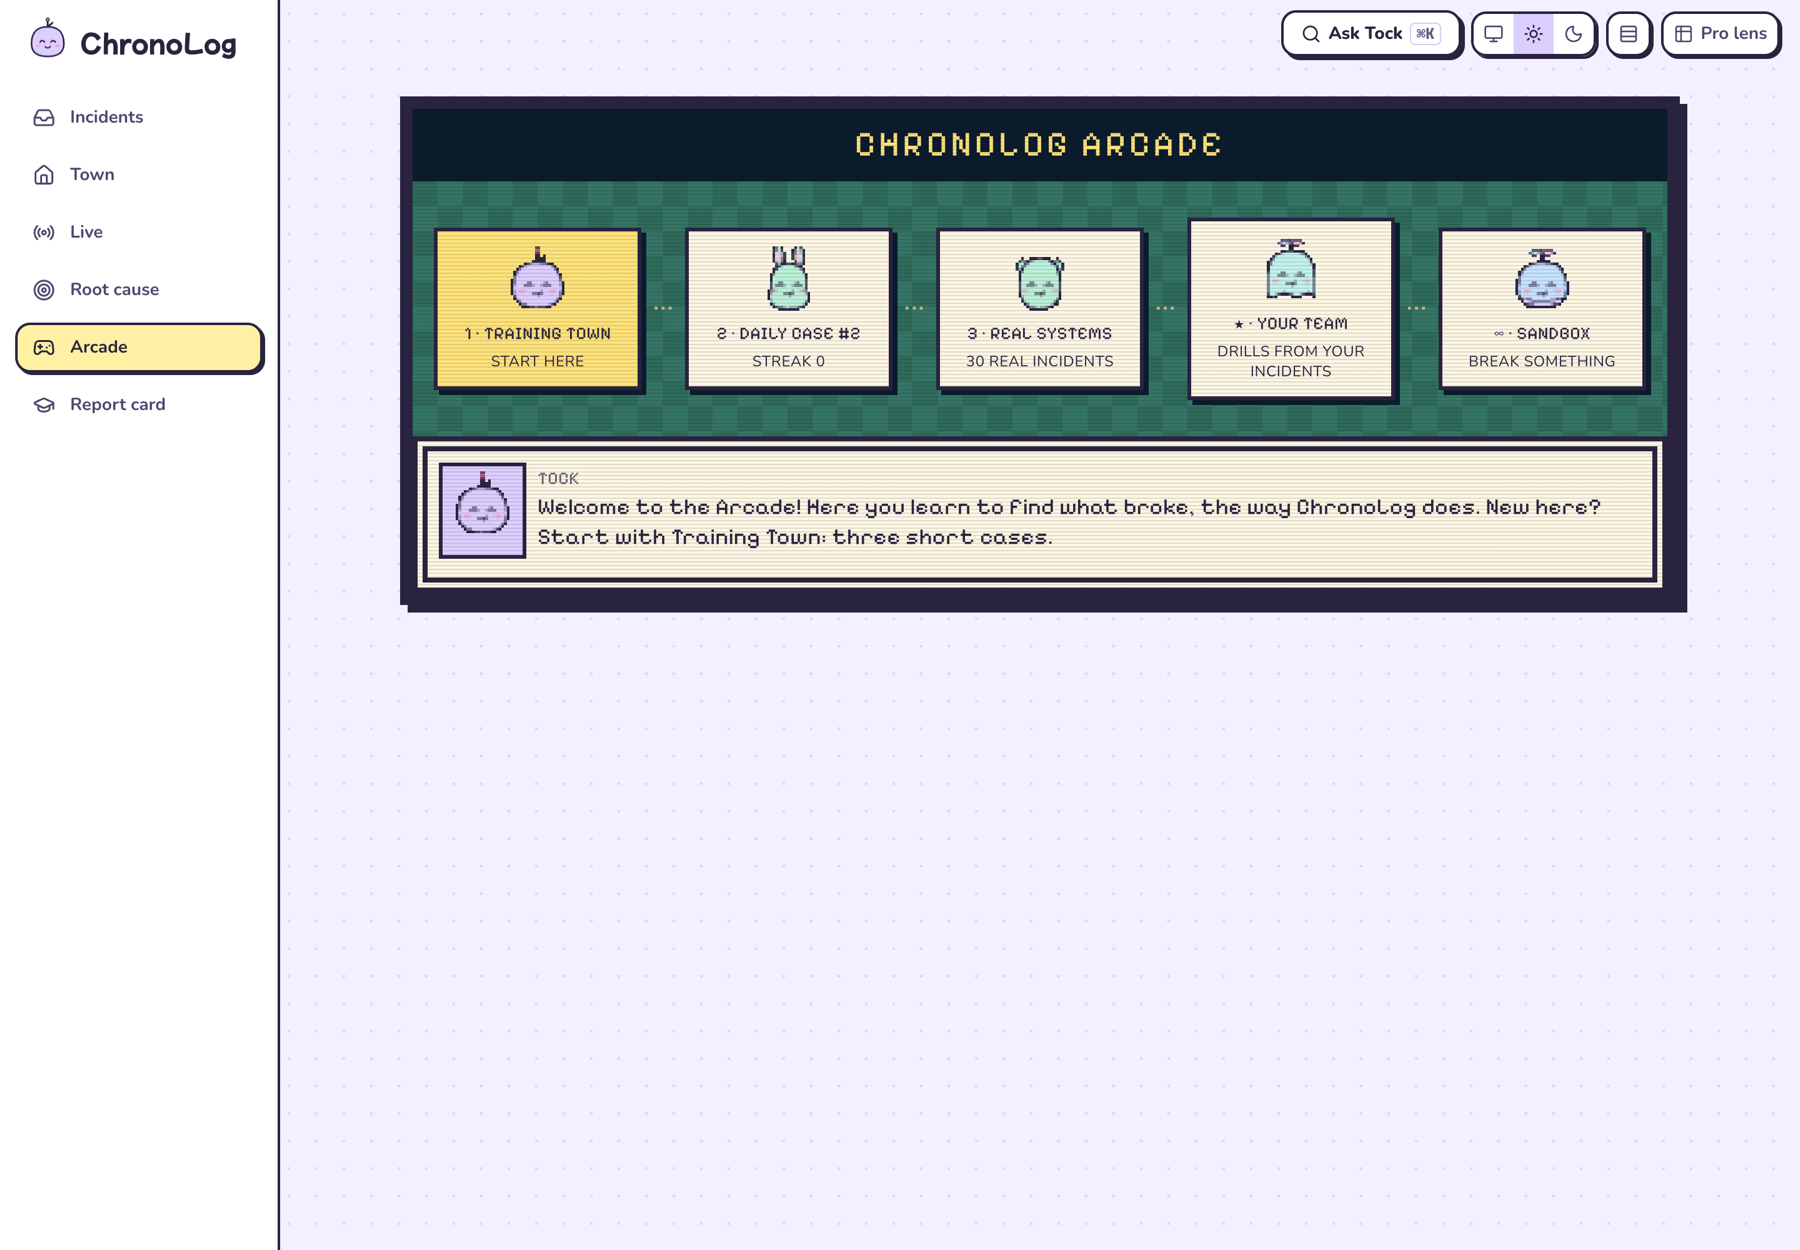 ChronoLog
Ask Tock ⌘K
Pro lens
Incidents
Town
Live
Root cause
Arcade
Report card
CHRONOLOG ARCADE
1 · TRAINING TOWN
START HERE
2 · DAILY CASE #2
STREAK 0
3 · REAL SYSTEMS
30 REAL INCIDENTS
★ · YOUR TEAM
DRILLS FROM YOUR
INCIDENTS
∞ · SANDBOX
BREAK SOMETHING
TOCK
Welcome to the Arcade! Here you learn to find what broke, the way ChronoLog does. New here?
Start with Training Town: three short cases.